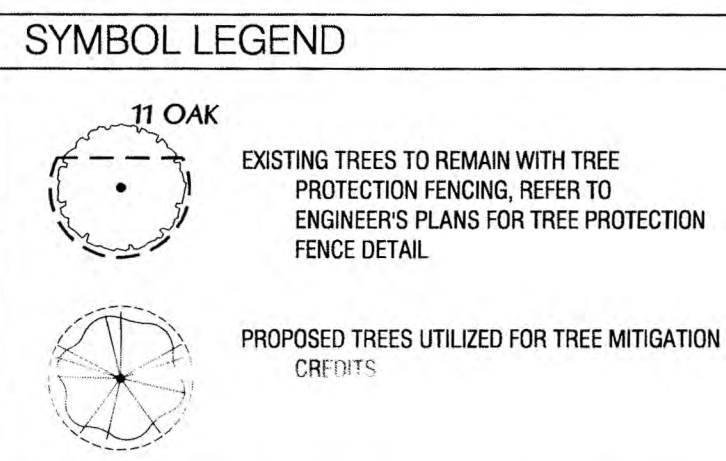 SYMBOL LEGEND
11 OAK
EXISTING TREES TO REMAIN WITH TREE
PROTECTION FENCING, REFER TO
ENGINEER'S PLANS FOR TREE PROTECTION
FENCE DETAIL
PROPOSED TREES UTILIZED FOR TREE MITIGATION
CREDITS